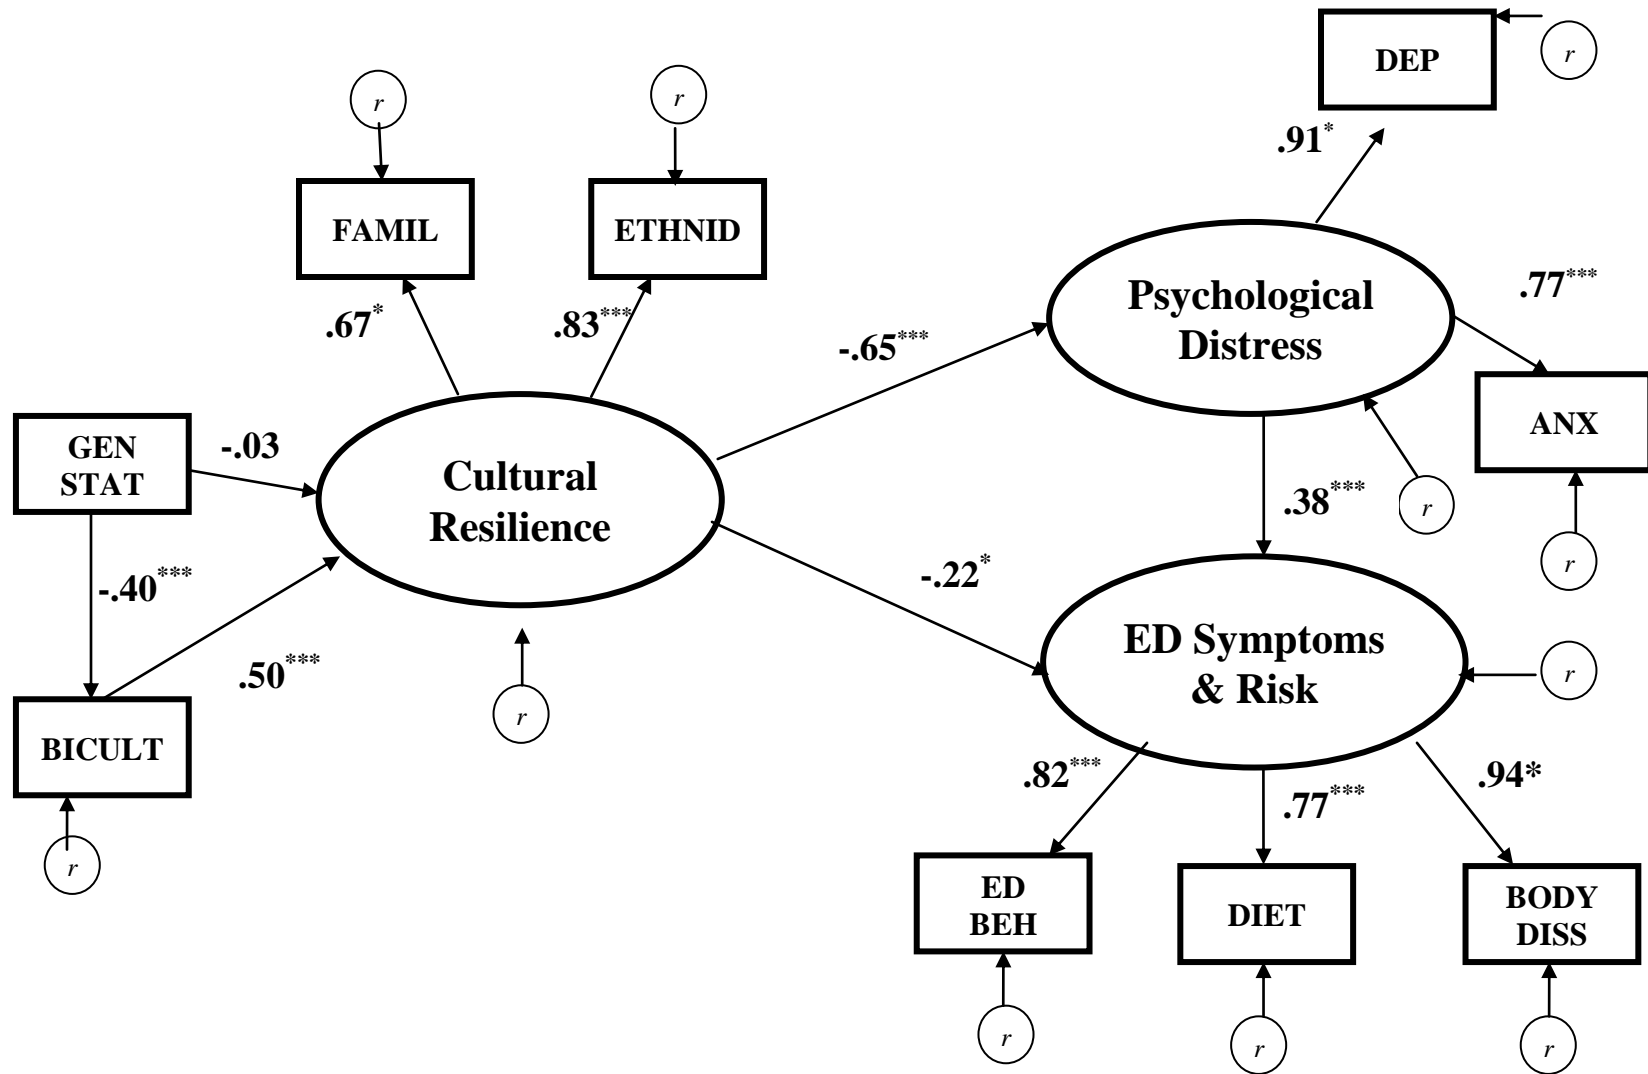 DEP
r
.91*
r
r
FAMIL
ETHNID
.67*
.83***
Psychological
Distress
.77***
-.65***
ANX
r
r
GEN
STAT
-.03
Cultural
Resilience
.38***
-.40***
-.22*
.50***
ED Symptoms
& Risk
r
BICULT
r
r
.82***
.77***
.94*
ED
BEH
DIET
BODY
DISS
r
r
r